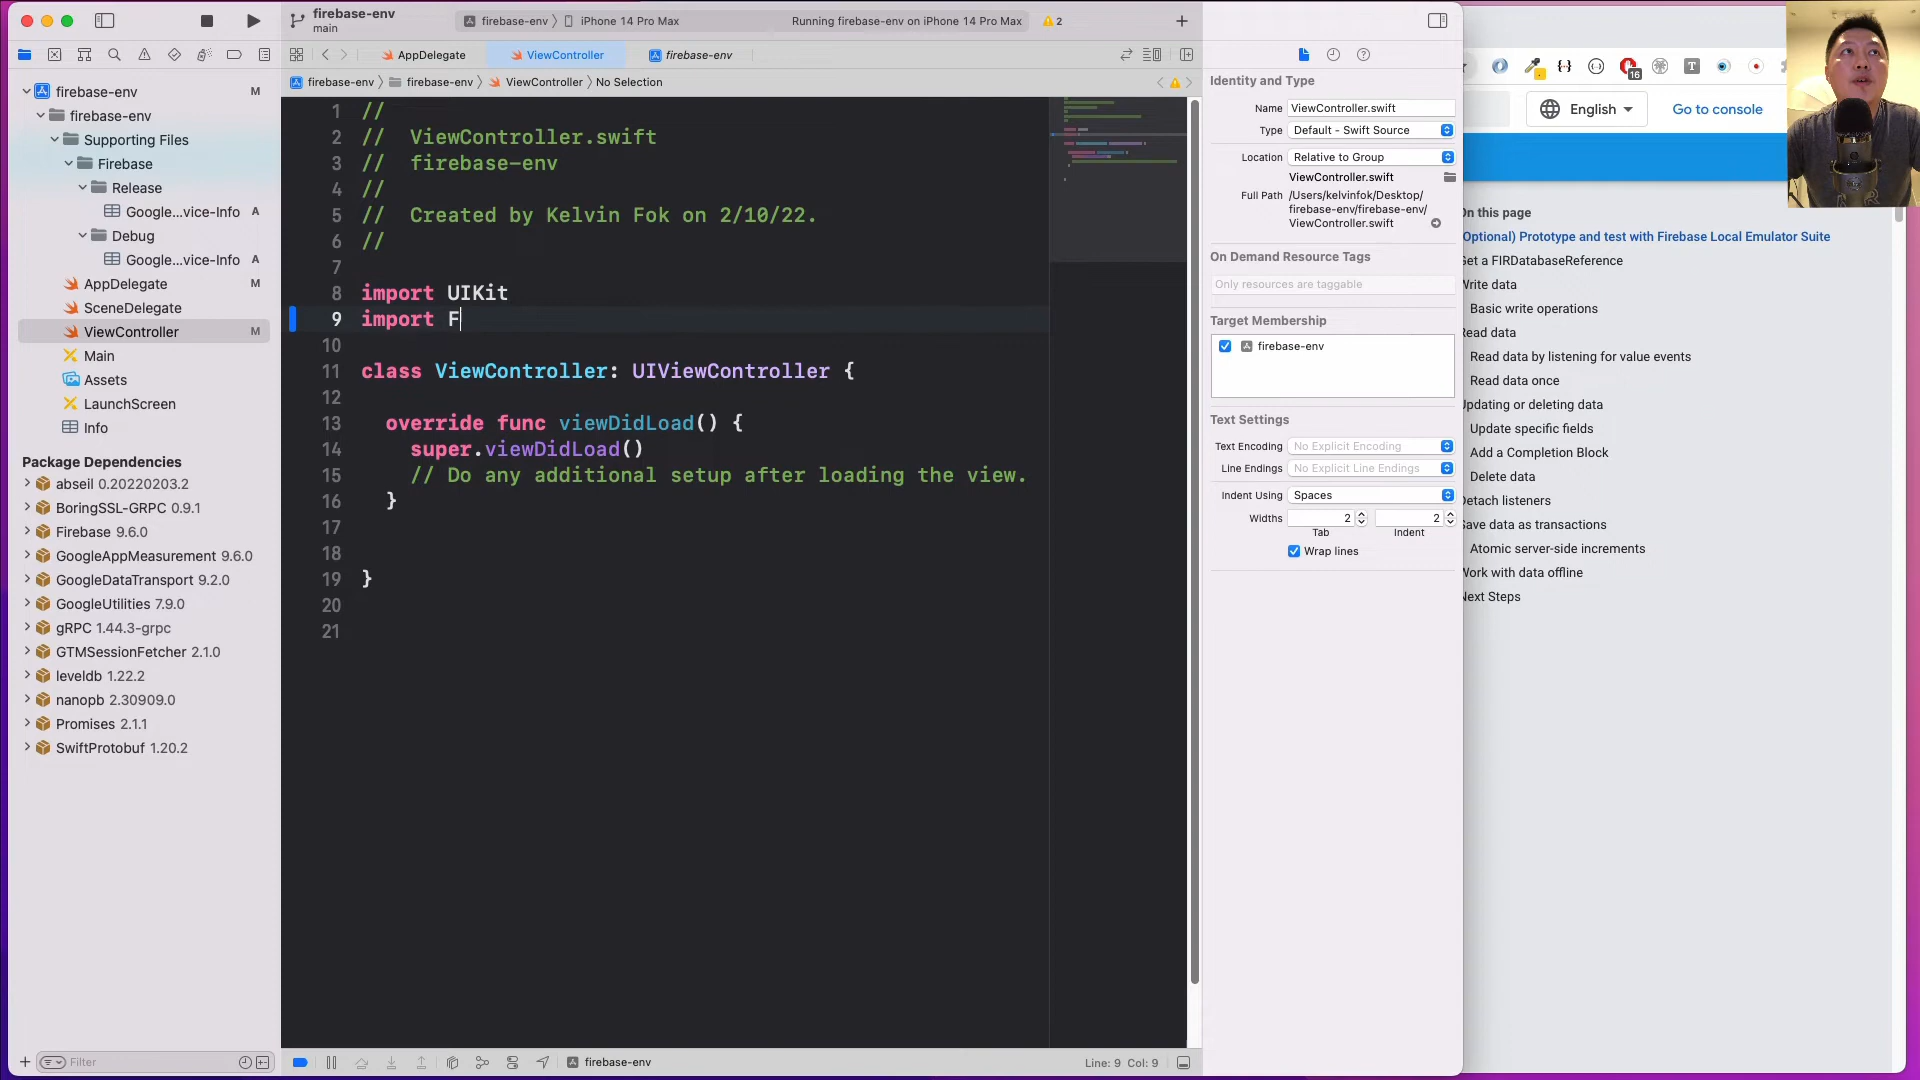 firebase-env
main
firebase-env 〉 iPhone 14 Pro Max
Running firebase-env on iPhone 14 Pro Max
2
AppDelegate
ViewController
firebase-env
firebase-env 〉 firebase-env 〉 ViewController 〉 No Selection
firebase-env M
firebase-env
Supporting Files
Firebase
Release
Google...vice-Info A
Debug
Google...vice-Info A
AppDelegate M
SceneDelegate
ViewController M
Main
Assets
LaunchScreen
Info
Package Dependencies
abseil 0.20220203.2
BoringSSL-GRPC 0.9.1
Firebase 9.6.0
GoogleAppMeasurement 9.6.0
GoogleDataTransport 9.2.0
GoogleUtilities 7.9.0
gRPC 1.44.3-grpc
GTMSessionFetcher 2.1.0
leveldb 1.22.2
nanopb 2.30909.0
Promises 2.1.1
SwiftProtobuf 1.20.2
Filter
1 //
2 // ViewController.swift
3 // firebase-env
4 //
5 // Created by Kelvin Fok on 2/10/22.
6 //
7
8 import UIKit
9 import F
10
11 class ViewController: UIViewController {
12
13 override func viewDidLoad() {
14 super.viewDidLoad()
15 // Do any additional setup after loading the view.
16 }
17
18
19 }
20
21
firebase-env
Line: 9 Col: 9
Identity and Type
Name ViewController.swift
Type Default - Swift Source
Location Relative to Group
ViewController.swift
Full Path /Users/kelvinfok/Desktop/
firebase-env/firebase-env/
ViewController.swift
On Demand Resource Tags
Only resources are taggable
Target Membership
firebase-env
Text Settings
Text Encoding No Explicit Encoding
Line Endings No Explicit Line Endings
Indent Using Spaces
Widths 2 2
Tab Indent
Wrap lines
16
T
English
Go to console
On this page
Optional) Prototype and test with Firebase Local Emulator Suite
Get a FIRDatabaseReference
Write data
Basic write operations
Read data
Read data by listening for value events
Read data once
Updating or deleting data
Update specific fields
Add a Completion Block
Delete data
Detach listeners
Save data as transactions
Atomic server-side increments
Work with data offline
Next Steps